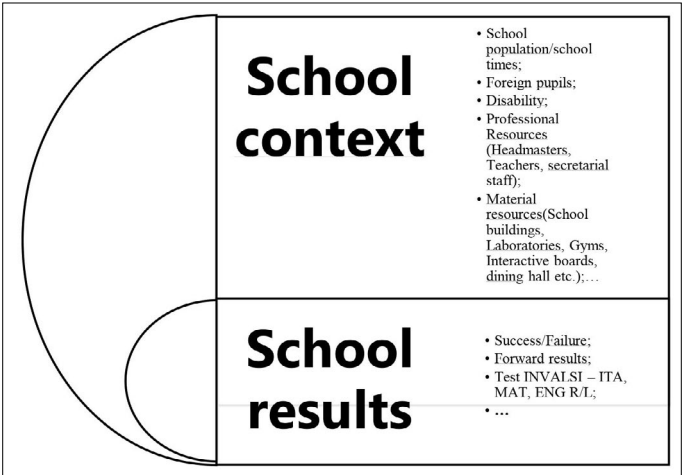 School
context
• School
population/school
times;
• Foreign pupils;
• Disability;
• Professional
Resources
(Headmasters,
Teachers, secretarial
staff);
• Material
resources(School
buildings,
Laboratories, Gyms,
Interactive boards,
dining hall etc.);…
School
results
• Success/Failure;
• Forward results;
• Test INVALSI – ITA,
MAT, ENG R/L;
• …